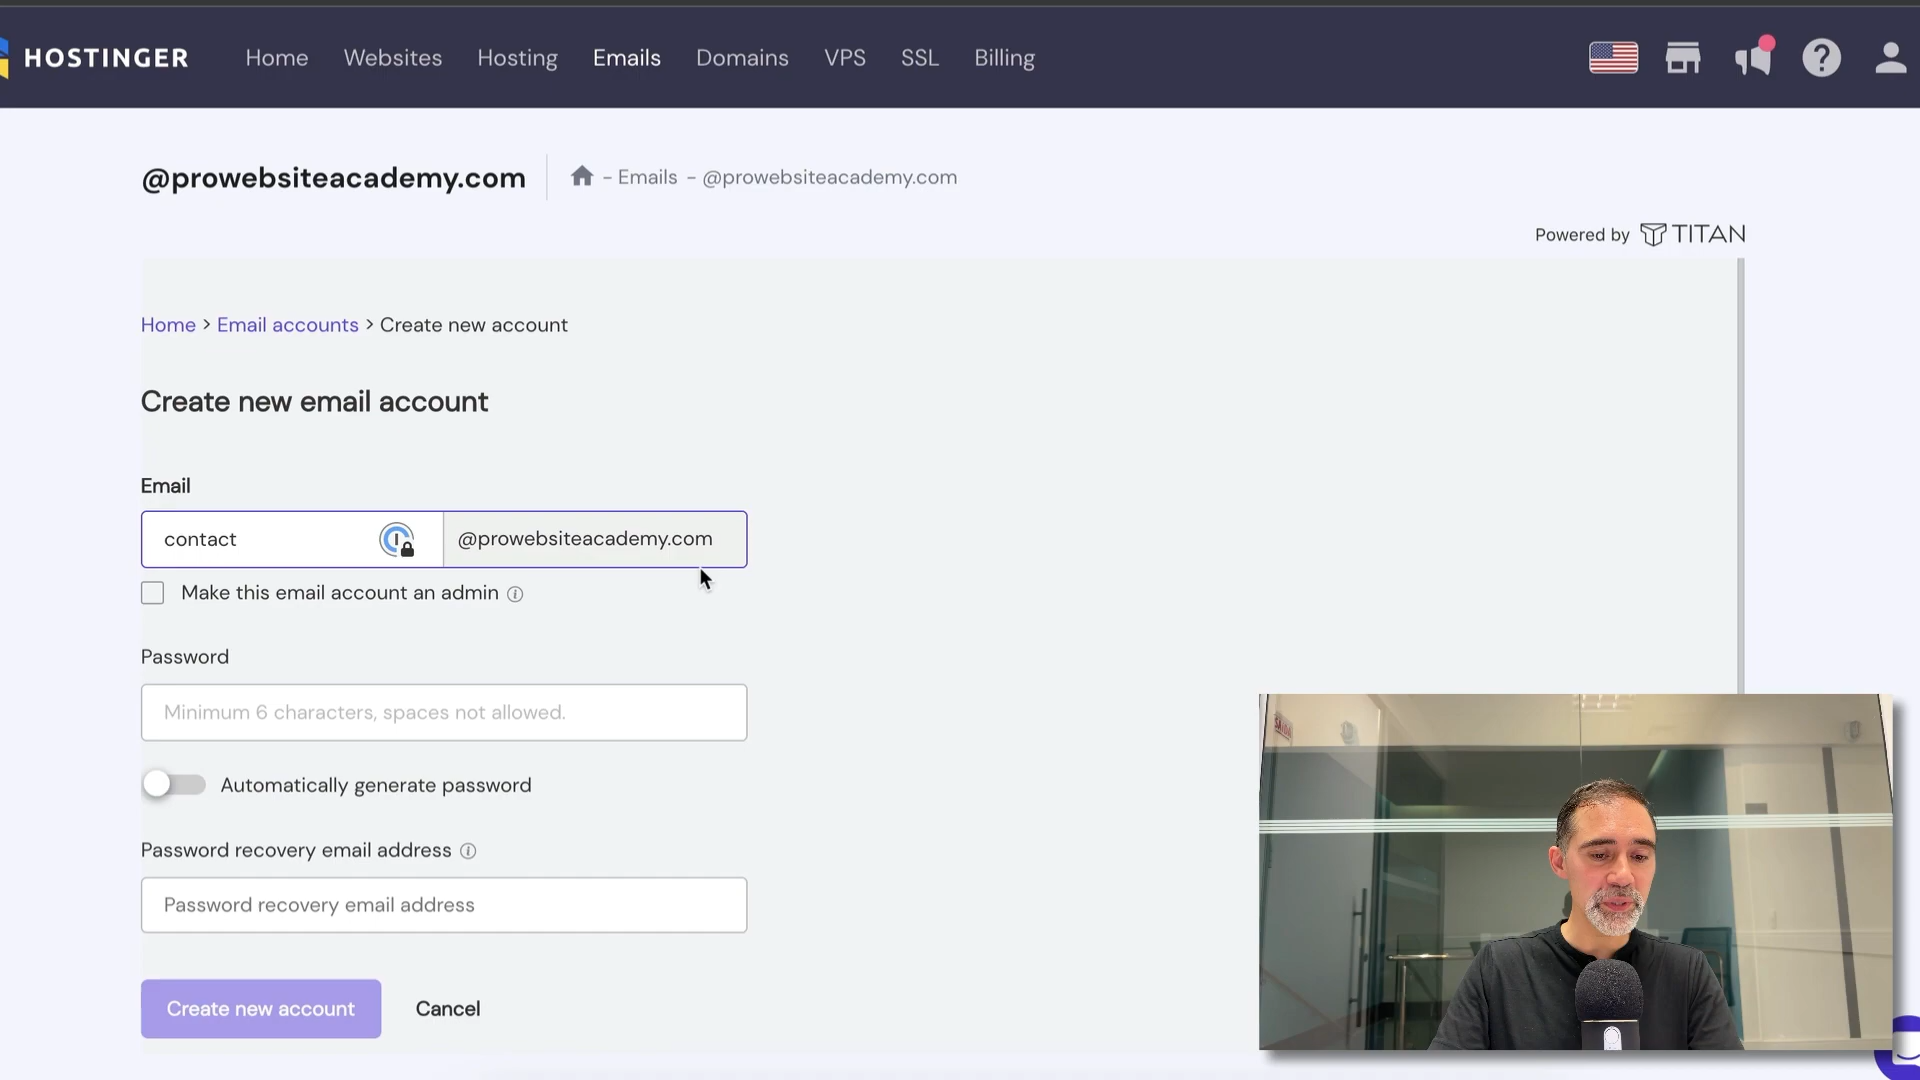 HOSTINGER Home Websites Hosting Emails Domains VPS SSL Billing
@prowebsiteacademy.com - Emails - @prowebsiteacademy.com
Powered by TITAN
Home > Email accounts > Create new account
Create new email account
Email
contact @prowebsiteacademy.com
Make this email account an admin
Password
Minimum 6 characters, spaces not allowed.
Automatically generate password
Password recovery email address
Password recovery email address
Create new account Cancel